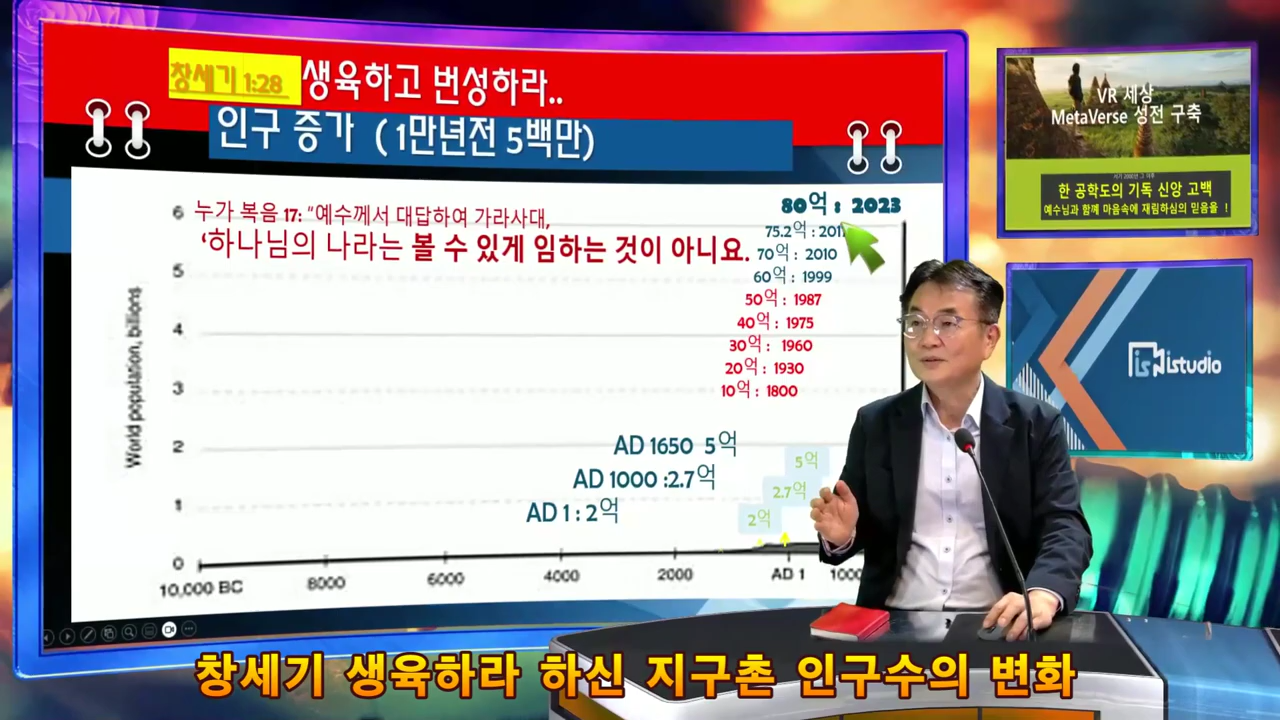 창세기 1:28 생육하고 번성하라..
인구 증가 ( 1만년전 5백만)
누가 복음 17: "예수께서 대답하여 가라사대,
'하나님의 나라는 볼 수 있게 임하는 것이 아니요.
80억 : 2023
75.2억 : 201
70억 : 2010
60억 : 1999
50억 : 1987
40억 : 1975
30억 : 1960
20억 : 1930
10억 : 1800
AD 1650 5억
AD 1000 :2.7억
AD 1 : 2억
5억
2.7억
2억
World population, billions
6
5
4
3
2
1
0
10,000 BC 8000 6000 4000 2000 AD 1 1000
VR 세상
MetaVerse 성전 구축
한 공학도의 기독 신앙 고백
예수님과 함께 마음속에 재림하심의 믿음을 !
is istudio
창세기 생육하라 하신 지구촌 인구수의 변화